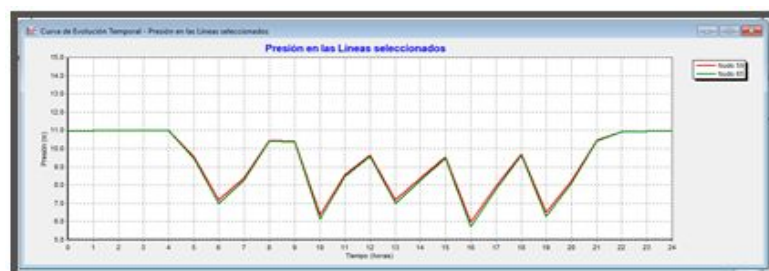 Curva de Evolución Temporal - Presión en las Líneas seleccionados
Presión en las Líneas seleccionados
15.0
14.0
13.0
12.0
11.0
10.0
9.0
8.0
7.0
6.0
5.0
Presión (m)
0 1 2 3 4 5 6 7 8 9 10 11 12 13 14 15 16 17 18 19 20 21 22 23 24
Tiempo (horas)
Nudo
Nudo